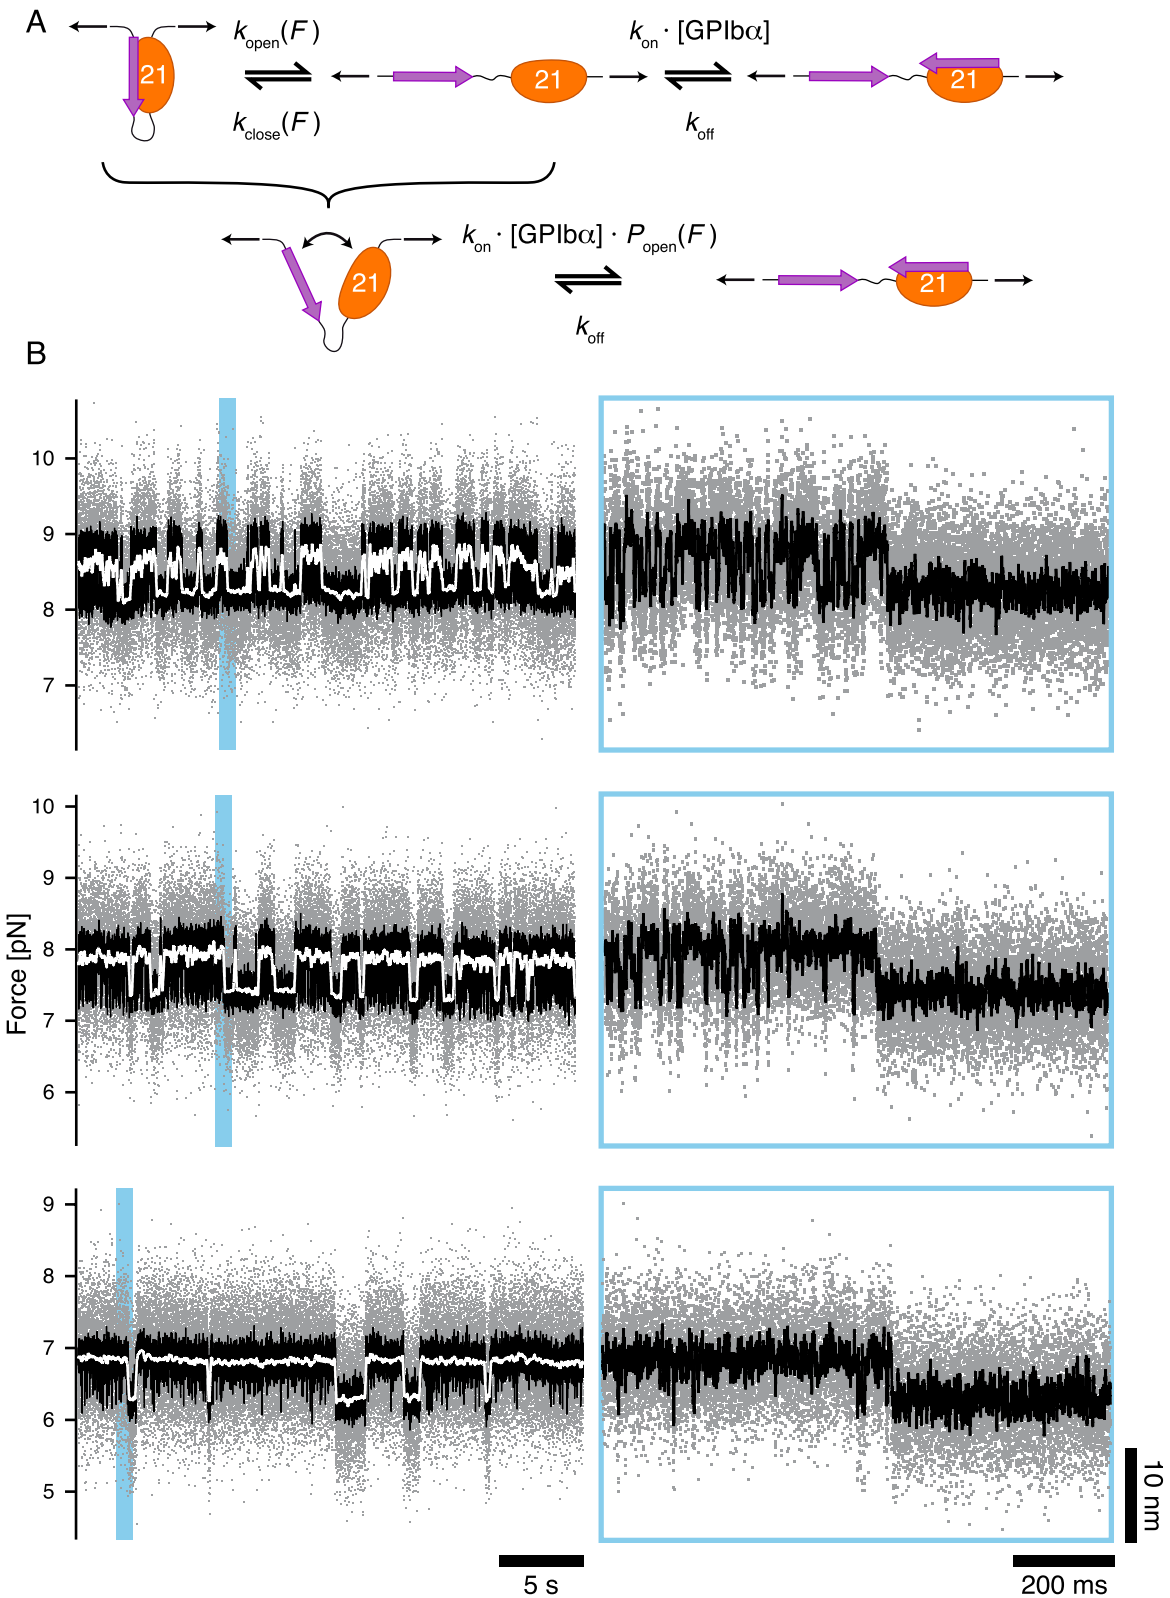 A
k_open(F)
k_on · [GPIbα]
21
21
21
k_close(F)
k_off
k_on · [GPIbα] · P_open(F)
21
21
k_off
B
10
9
8
7
10
9
8
7
6
Force [pN]
9
8
7
6
5
10 nm
5 s
200 ms